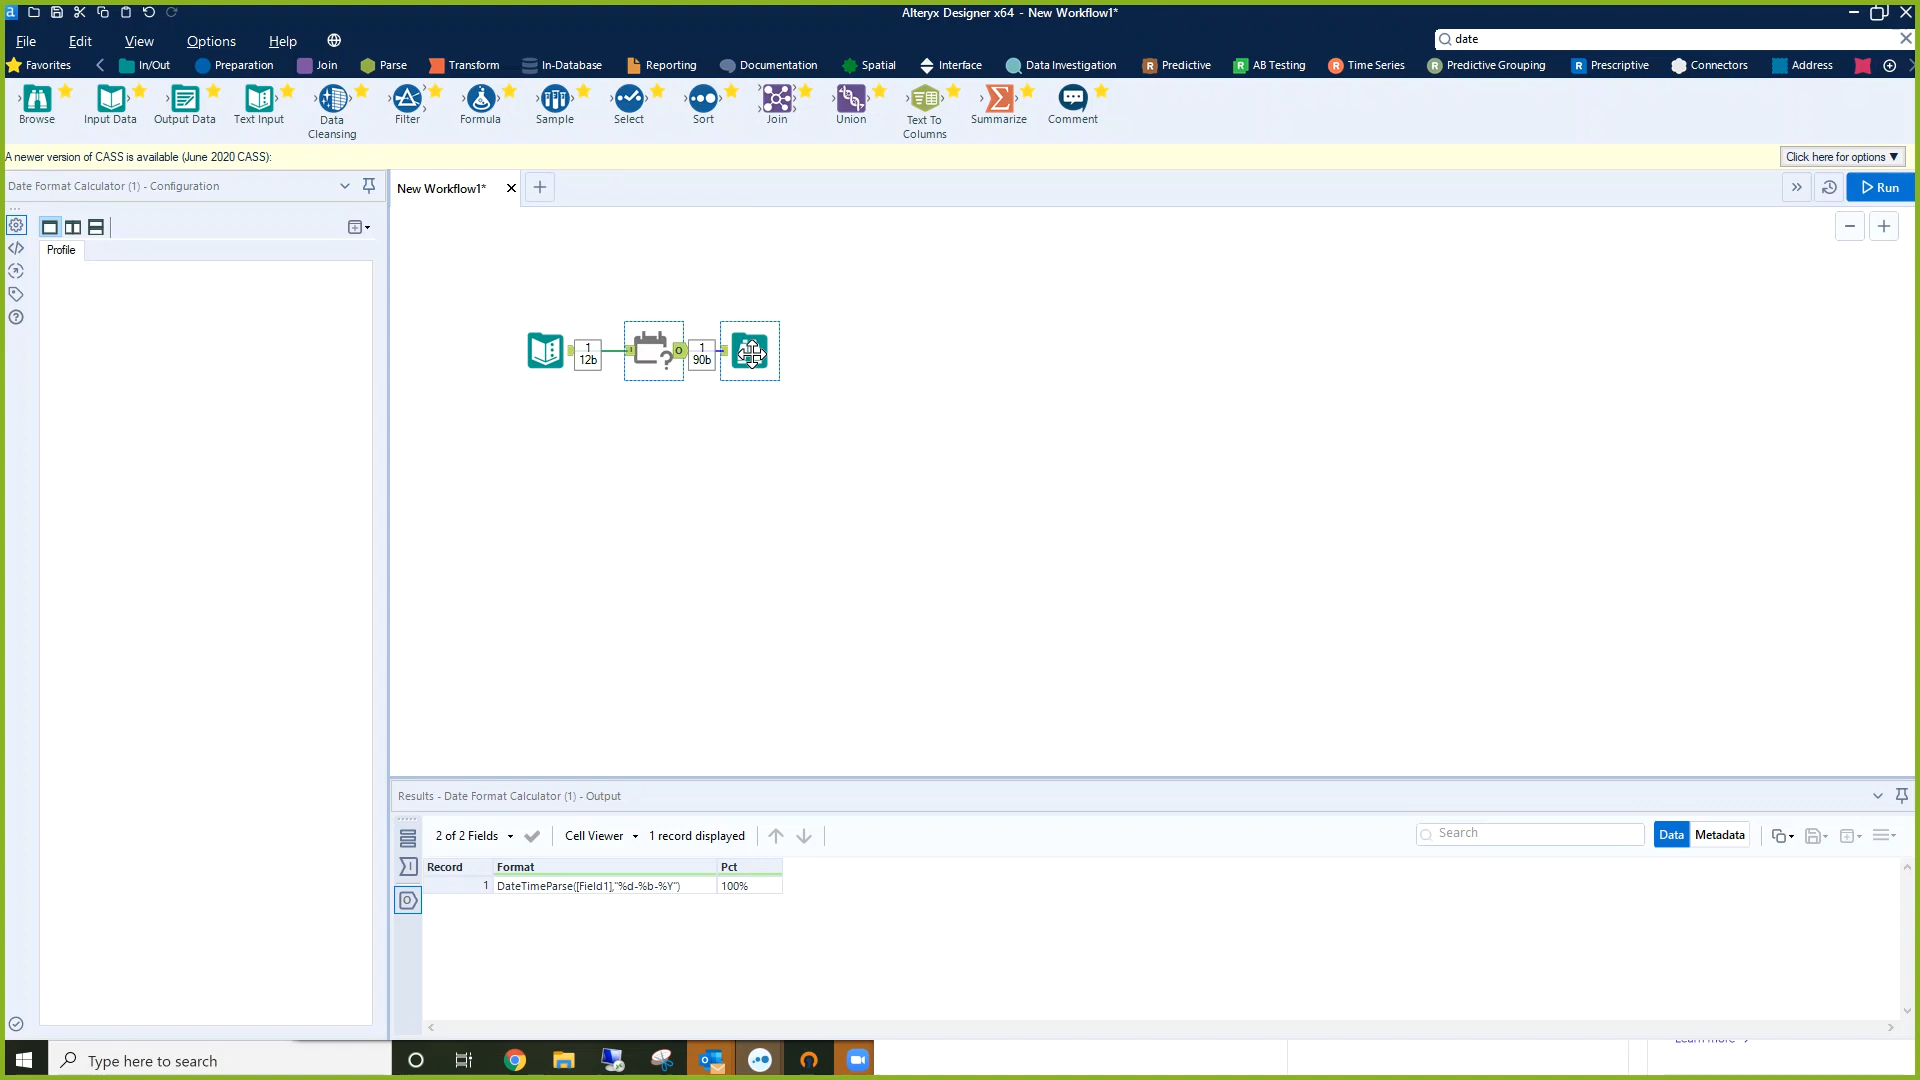 Alteryx Designer x64 - New Workflow1*
File Edit View Options Help
date
Favorites In/Out Preparation Join Parse Transform In-Database Reporting Documentation Spatial Interface Data Investigation Predictive AB Testing Time Series Predictive Grouping Prescriptive Connectors Address
Browse Input Data Output Data Text Input Data Cleansing Filter Formula Sample Select Sort Join Union Text To Columns Summarize Comment
A newer version of CASS is available (June 2020 CASS):
Click here for options ▼
Date Format Calculator (1) - Configuration
New Workflow1*
Run
Profile
1
12b
1
90b
Results - Date Format Calculator (1) - Output
2 of 2 Fields Cell Viewer 1 record displayed Search Data Metadata
Record Format Pct
1 DateTimeParse([Field1],"%d-%b-%Y") 100%
Type here to search